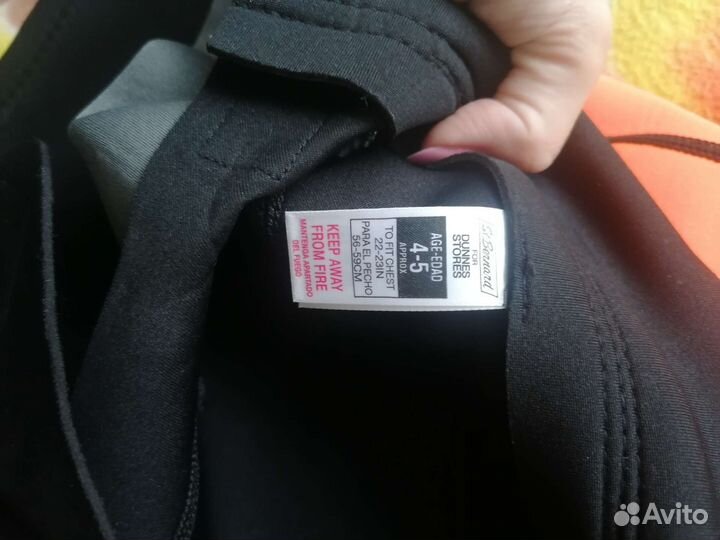 St. Bernard
FOR
DUNNES
STORES
AGE-EDAD
4-5
APPROX
TO FIT CHEST
22-23IN
PARA EL PECHO
56-59CM
KEEP AWAY
FROM FIRE
MANTENGA APARTADO
DEL FUEGO
Avito